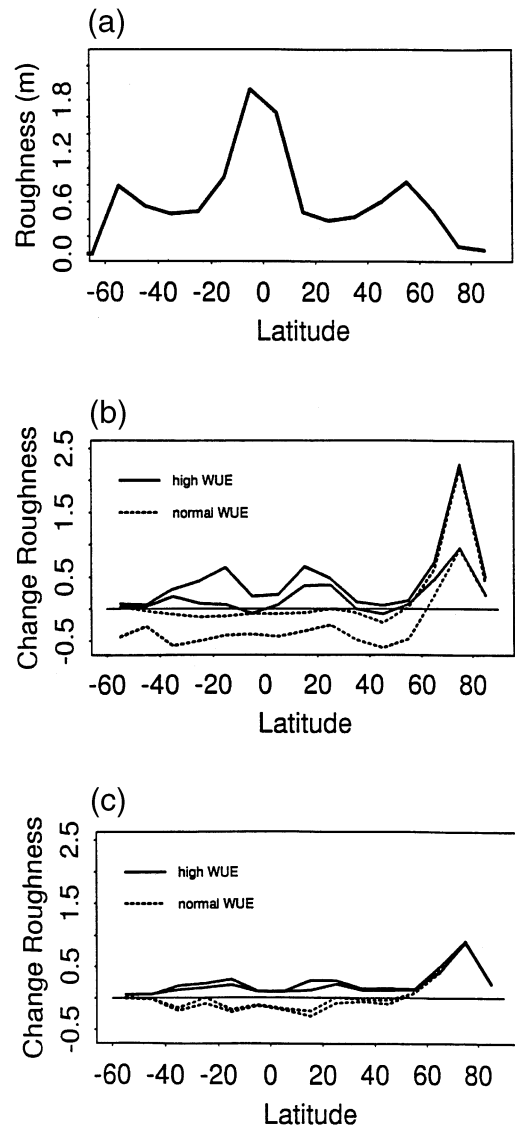 (a)
Roughness (m)
0.0 0.6 1.2 1.8
-60 -40 -20 0 20 40 60 80
Latitude
(b)
Change Roughness
-0.5 0.5 1.5 2.5
high WUE
normal WUE
-60 -40 -20 0 20 40 60 80
Latitude
(c)
Change Roughness
-0.5 0.5 1.5 2.5
high WUE
normal WUE
-60 -40 -20 0 20 40 60 80
Latitude